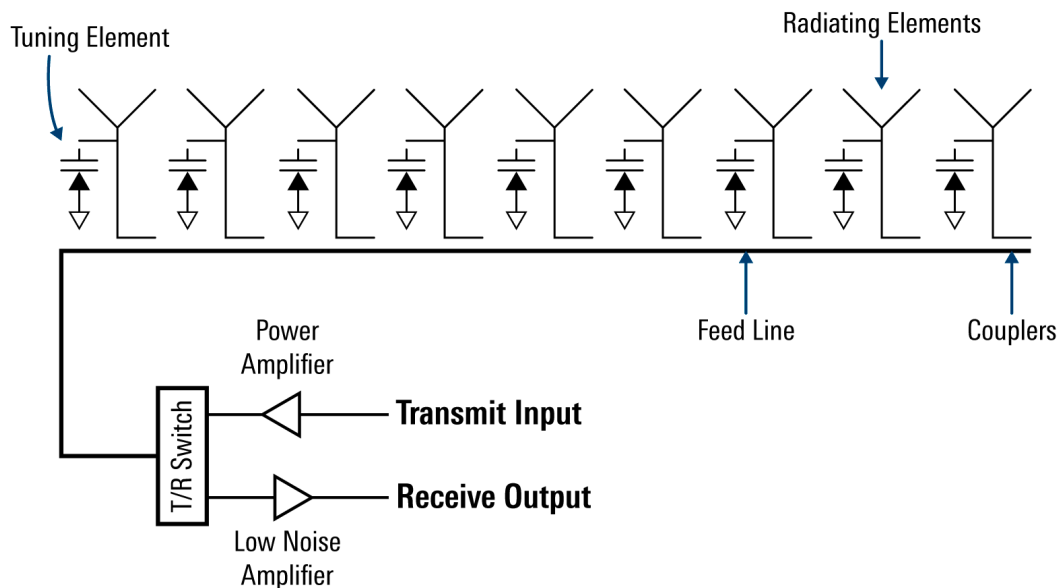 Tuning Element
Radiating Elements
Feed Line
Couplers
Power
Amplifier
T/R Switch
Transmit Input
Receive Output
Low Noise
Amplifier